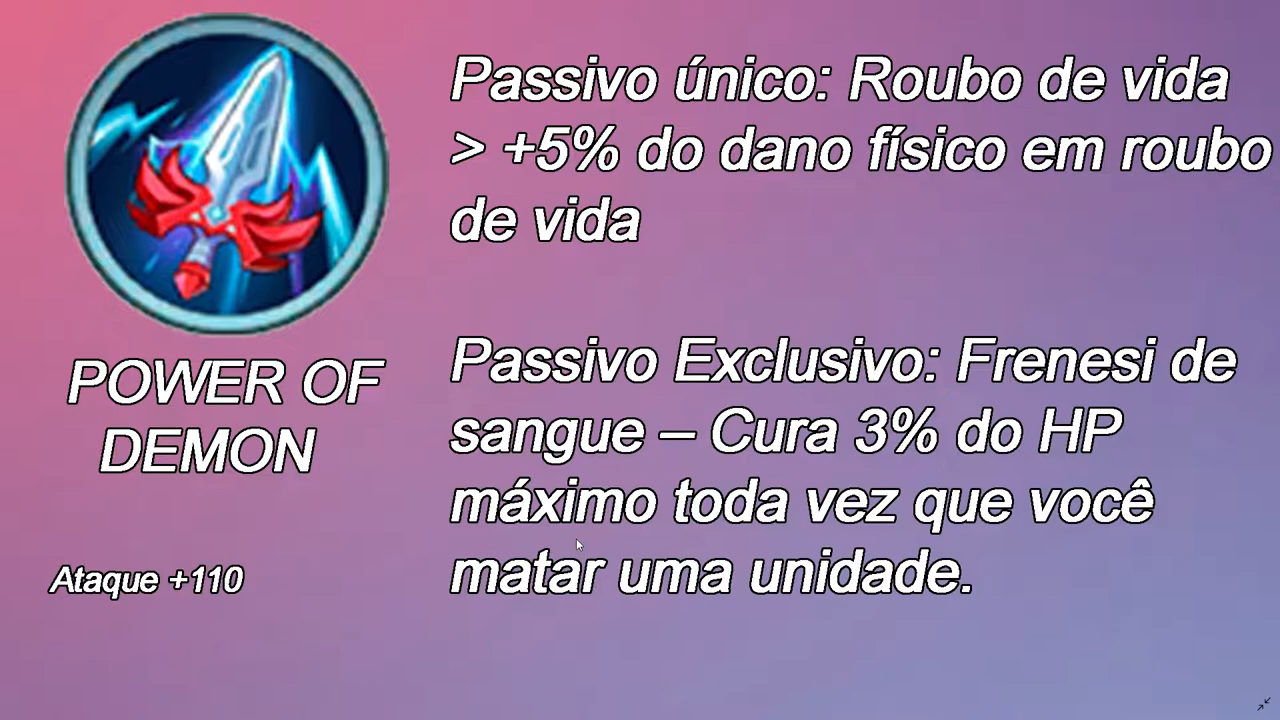 POWER OF
DEMON
Ataque +110
Passivo único: Roubo de vida
> +5% do dano físico em roubo
de vida
Passivo Exclusivo: Frenesi de
sangue – Cura 3% do HP
máximo toda vez que você
matar uma unidade.